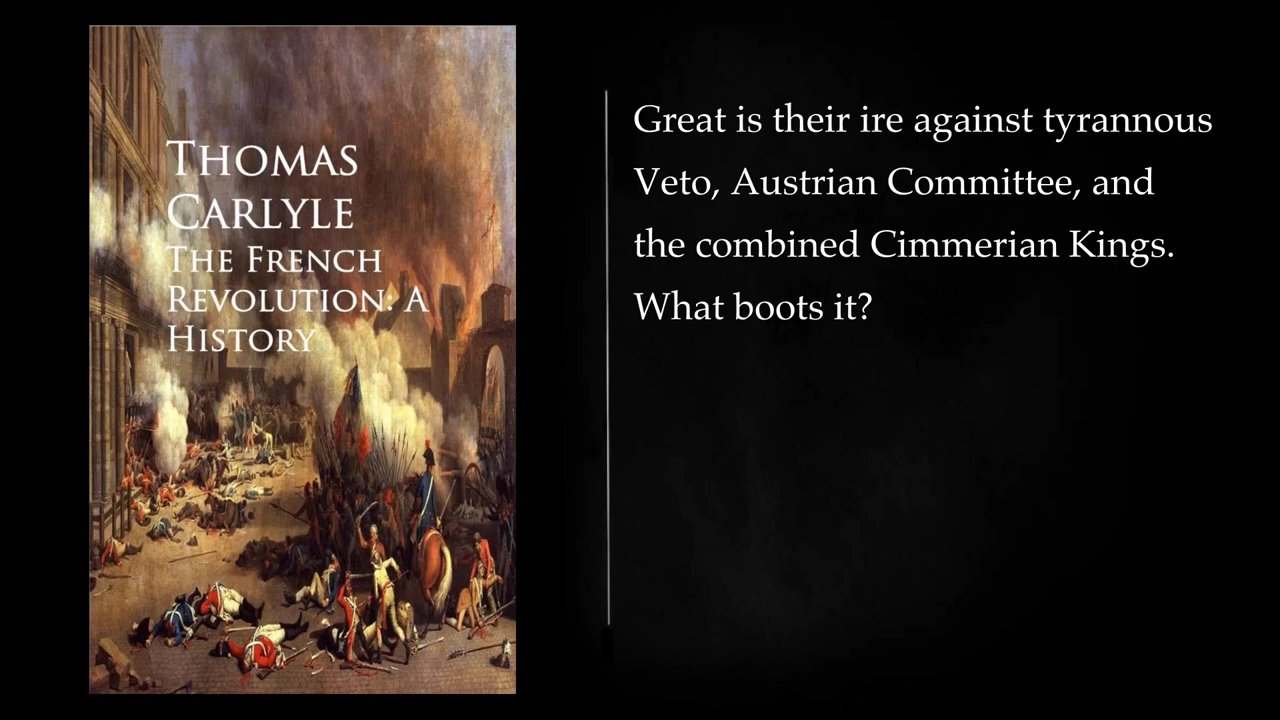 THOMAS
CARLYLE
THE FRENCH
REVOLUTION: A
HISTORY
Great is their ire against tyrannous
Veto, Austrian Committee, and
the combined Cimmerian Kings.
What boots it?